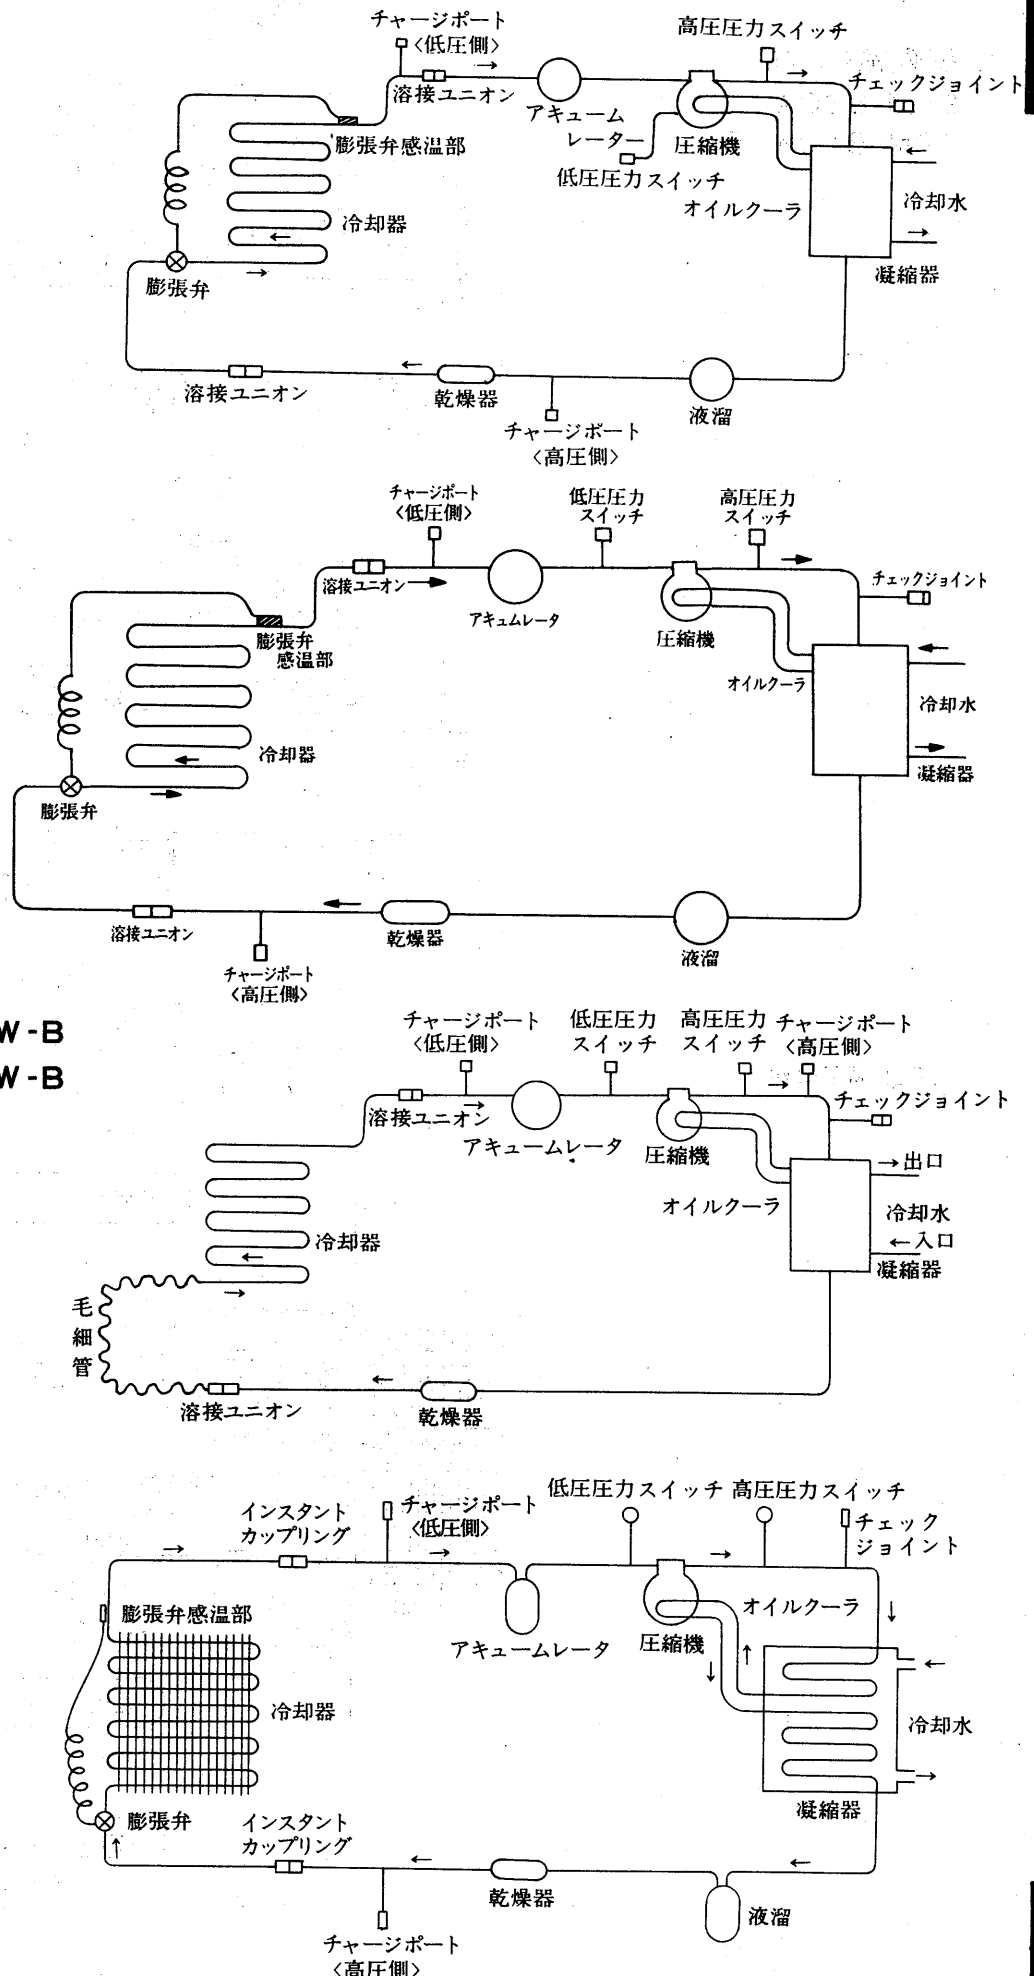 チャージポート
〈低圧側〉
高圧圧力スイッチ
チェックジョイント
溶接ユニオン
アキューム
レーター
膨張弁感温部
圧縮機
低圧圧力スイッチ
オイルクーラ
冷却水
冷却器
凝縮器
膨張弁
溶接ユニオン
乾燥器
液溜
チャージポート
〈高圧側〉
チャージポート
〈低圧側〉
低圧圧力
スイッチ
高圧圧力
スイッチ
溶接ユニオン
チェックジョイント
アキュムレータ
圧縮機
膨張弁
感温部
オイルクーラ
冷却水
冷却器
凝縮器
膨張弁
溶接ユニオン
乾燥器
液溜
チャージポート
〈高圧側〉
W-B
W-B
チャージポート
〈低圧側〉
低圧圧力
スイッチ
高圧圧力
スイッチ
チャージポート
〈高圧側〉
溶接ユニオン
チェックジョイント
アキュームレータ
圧縮機
出口
オイルクーラ
冷却水
入口
冷却器
凝縮器
毛
細
管
溶接ユニオン
乾燥器
インスタント
カップリング
チャージポート
〈低圧側〉
低圧圧力スイッチ
高圧圧力スイッチ
チェック
ジョイント
膨張弁感温部
アキュームレータ
圧縮機
オイルクーラ
冷却器
冷却水
凝縮器
膨張弁
インスタント
カップリング
乾燥器
液溜
チャージポート
〈高圧側〉